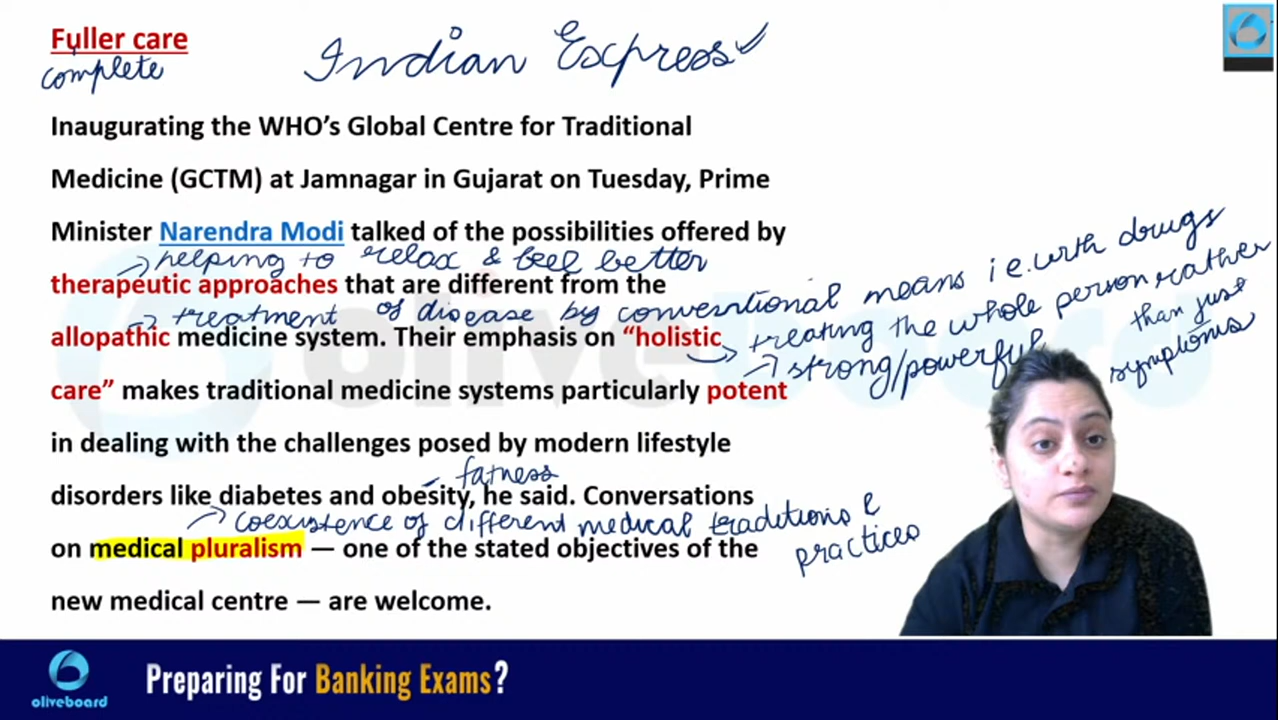 Fuller care
complete
Indian Express
Inaugurating the WHO's Global Centre for Traditional
Medicine (GCTM) at Jamnagar in Gujarat on Tuesday, Prime
Minister Narendra Modi talked of the possibilities offered by
helping to relax & feel better
therapeutic approaches that are different from the
treatment of disease by conventional means i.e. with drugs
allopathic medicine system. Their emphasis on “holistic
treating the whole person rather
than just
symptoms
strong/powerful
care” makes traditional medicine systems particularly potent
in dealing with the challenges posed by modern lifestyle
fatness
disorders like diabetes and obesity, he said. Conversations
coexistence of different medical traditions &
practices
on medical pluralism — one of the stated objectives of the
new medical centre — are welcome.
oliveboard
Preparing For Banking Exams?
oliveboard